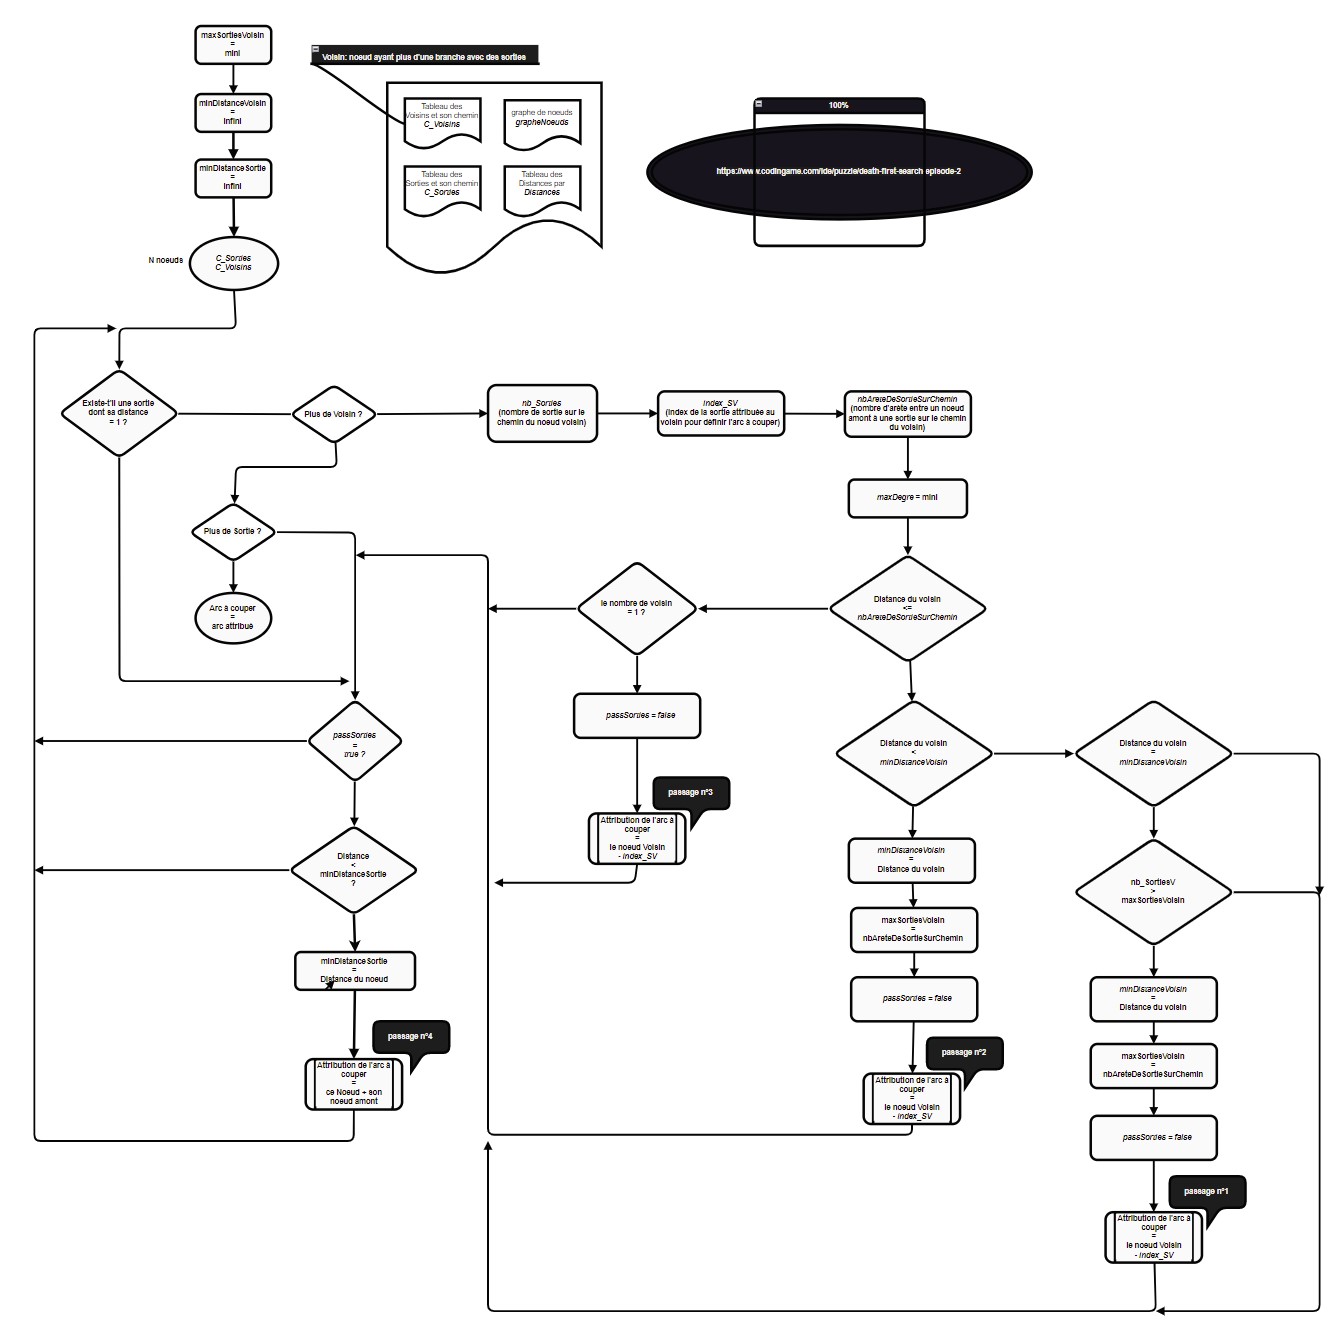 maxSortiesVoisin
=
mini
minDistanceVoisin
=
Infini
minDistanceSortie
=
Infini
N noeuds
C_Sorties
C_Voisins
Voisin: noeud ayant plus d'une branche avec des sorties
Tableau des
Voisins et son chemin
C_Voisins
graphe de noeuds
grapheNoeuds
Tableau des
Sorties et son chemin
C_Sorties
Tableau des
Distances par
Distances
100%
https://www.codingame.com/ide/puzzle/death-first-search-episode-2
Existe-t'il une sortie
dont sa distance
= 1 ?
Plus de Voisin ?
nb_Sorties
(nombre de sortie sur le
chemin du noeud voisin)
index_SV
(index de la sortie attribuée au
voisin pour définir l'arc à couper)
nbAreteDeSortieSurChemin
(nombre d'arete entre un noeud
amont à une sortie sur le chemin
du voisin)
maxDegre = mini
Plus de Sortie ?
Arc à couper
=
arc attribué
le nombre de voisin
= 1 ?
Distance du voisin
<=
nbAreteDeSortieSurChemin
passSorties = false
passage n°3
Attribution de l'arc à
couper
=
le noeud Voisin
- index_SV
passSorties
=
true ?
Distance
<
minDistanceSortie
?
minDistanceSortie
=
Distance du noeud
passage n°4
Attribution de l'arc à
couper
=
ce Noeud + son
noeud amont
Distance du voisin
<
minDistanceVoisin
minDistanceVoisin
=
Distance du voisin
maxSortiesVoisin
=
nbAreteDeSortieSurChemin
passSorties = false
passage n°2
Attribution de l'arc à
couper
=
le noeud Voisin
- index_SV
Distance du voisin
=
minDistanceVoisin
nb_SortiesV
>
maxSortiesVoisin
minDistanceVoisin
=
Distance du voisin
maxSortiesVoisin
=
nbAreteDeSortieSurChemin
passSorties = false
passage n°1
Attribution de l'arc à
couper
=
le noeud Voisin
- index_SV